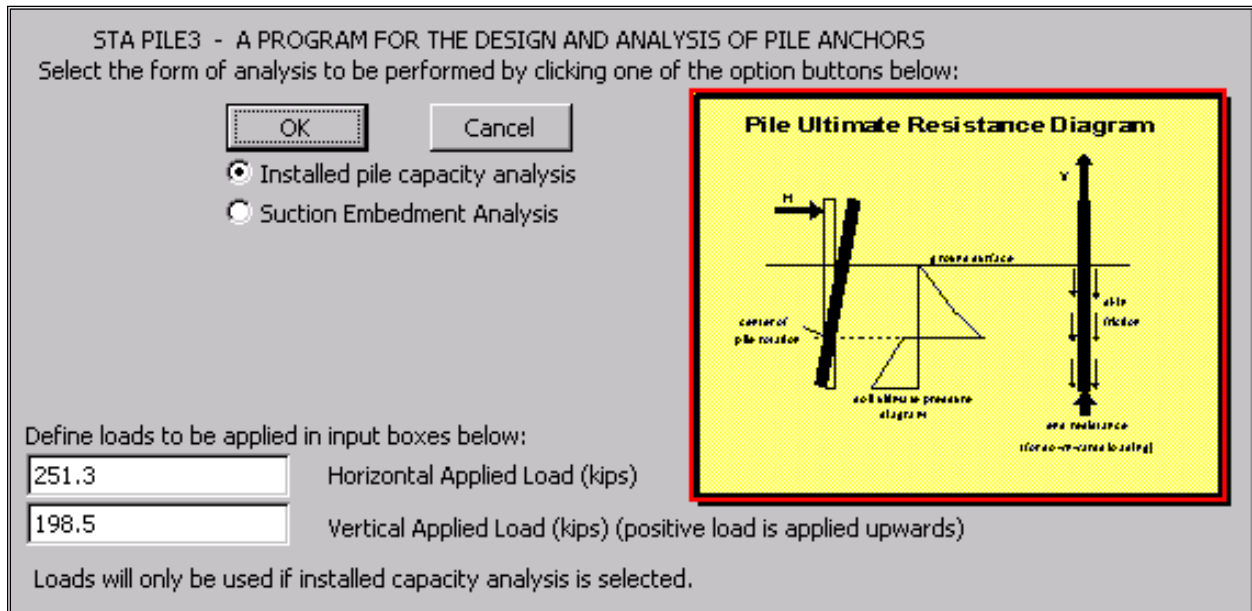 STA PILE3 - A PROGRAM FOR THE DESIGN AND ANALYSIS OF PILE ANCHORS
Select the form of analysis to be performed by clicking one of the option buttons below:
OK
Cancel
Installed pile capacity analysis
Suction Embedment Analysis
Pile Ultimate Resistance Diagram
H
V
ground surface
skin
friction
center of
pile rotation
soil ultimate pressure
diagram
end resistance
Define loads to be applied in input boxes below:
251.3
Horizontal Applied Load (kips)
198.5
Vertical Applied Load (kips) (positive load is applied upwards)
Loads will only be used if installed capacity analysis is selected.